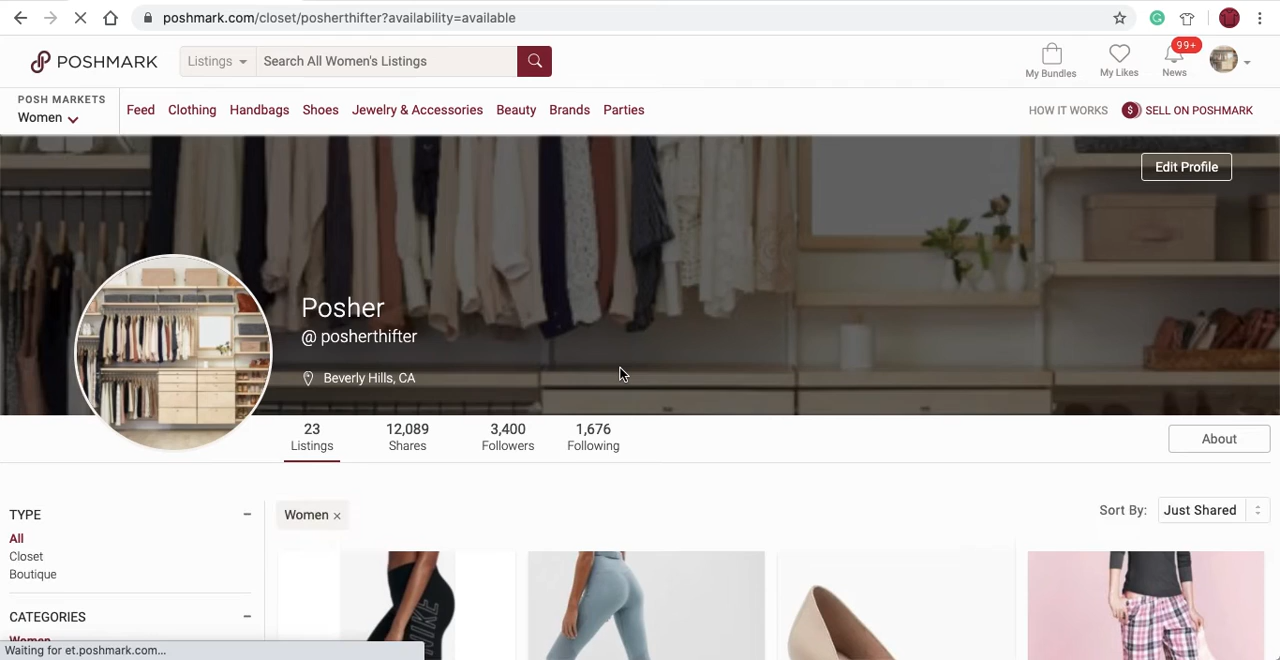 poshmark.com/closet/posherthifter?availability=available
POSHMARK
Listings
Search All Women's Listings
99+
My Bundles
My Likes
News
POSH MARKETS
Women
Feed
Clothing
Handbags
Shoes
Jewelry & Accessories
Beauty
Brands
Parties
HOW IT WORKS
$
SELL ON POSHMARK
Edit Profile
Posher
@ posherthifter
Beverly Hills, CA
23
Listings
12,089
Shares
3,400
Followers
1,676
Following
About
TYPE
All
Closet
Boutique
CATEGORIES
Women
Women ×
Sort By:
Just Shared
NIKE
Waiting for et.poshmark.com...